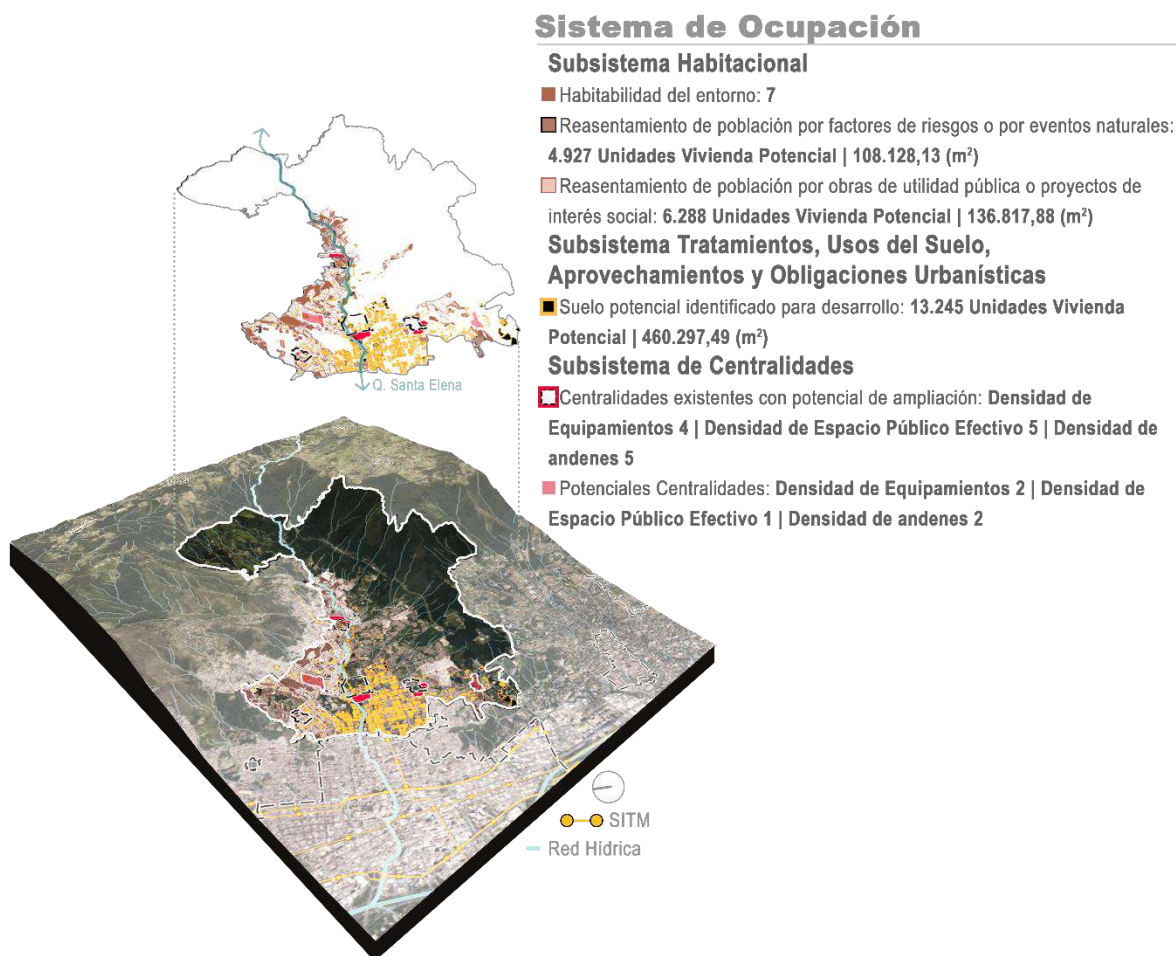 Sistema de Ocupación
Subsistema Habitacional
Habitabilidad del entorno: 7
Reasentamiento de población por factores de riesgos o por eventos naturales:
4.927 Unidades Vivienda Potencial | 108.128,13 (m²)
Reasentamiento de población por obras de utilidad pública o proyectos de
interés social: 6.288 Unidades Vivienda Potencial | 136.817,88 (m²)
Subsistema Tratamientos, Usos del Suelo,
Aprovechamientos y Obligaciones Urbanísticas
Suelo potencial identificado para desarrollo: 13.245 Unidades Vivienda
Potencial | 460.297,49 (m²)
Subsistema de Centralidades
Centralidades existentes con potencial de ampliación: Densidad de
Equipamientos 4 | Densidad de Espacio Público Efectivo 5 | Densidad de
andenes 5
Potenciales Centralidades: Densidad de Equipamientos 2 | Densidad de
Espacio Público Efectivo 1 | Densidad de andenes 2
Q. Santa Elena
SITM
Red Hídrica